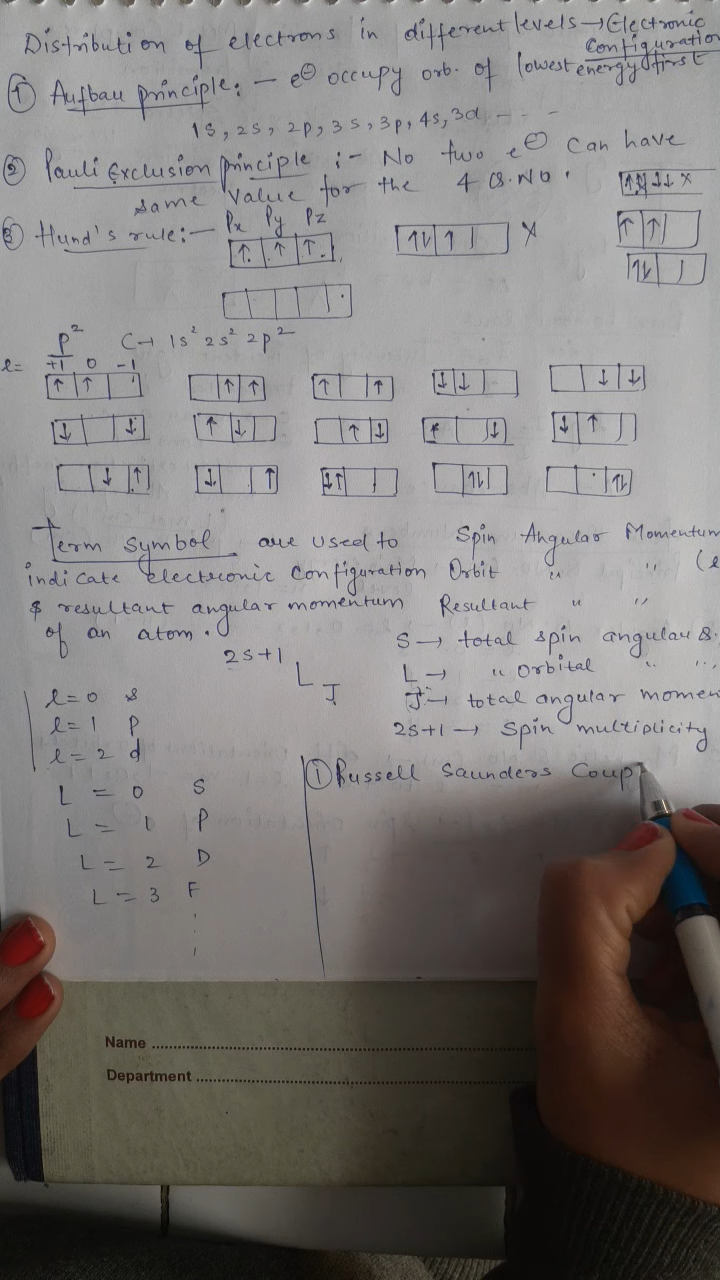 Distribution of electrons in different levels → Electronic
Configuration
① Aufbau principle: - e⊖ occupy orb. of lowest energy first
1s, 2s, 2p, 3s, 3p, 4s, 3d - - - -
② Pauli Exclusion principle :- No two e⊖ can have
same value for the 4 Q.No.
↑↑↓↓ X
③ Hund's rule:-
Px Py Pz
↑. ↑. ↑.
↑↓ ↑ X
↑ ↑
↑↓
p² C→ 1s² 2s² 2p²
l= +1 0 -1
↑ ↑
↑ ↑
↑ ↑
↓ ↓
↓ ↓
↓ ↓
↑ ↓
↑ ↓
↓
↓ ↑
↓ ↑
↓ ↑
↓↑
↑↓
↑↓
Term symbol are used to
indicate electronic configuration
& resultant angular momentum
of an atom.
Spin Angular Momentum
Orbit " "
Resultant " "
2S+1
L
J
S → total spin angular
L → " Orbital " "
J → total angular momen
2S+1 → Spin multiplicity
l=0 s
l=1 p
l=2 d
L = 0 S
L = 1 P
L = 2 D
L = 3 F
① Russell Saunders Coup
Name
Department